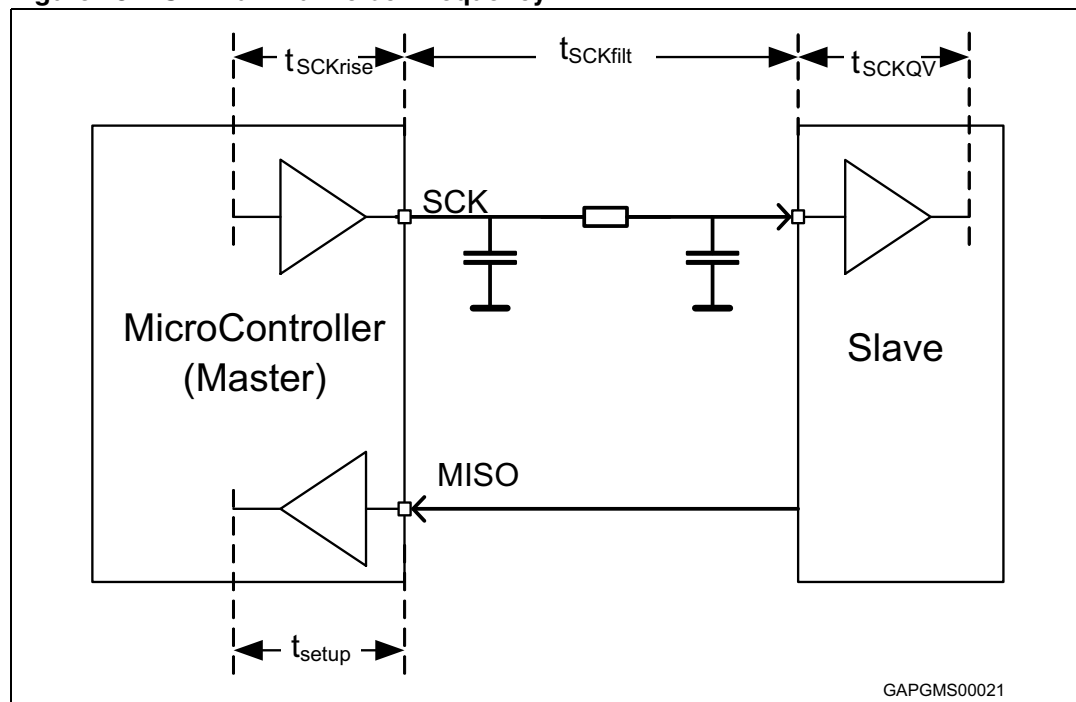 tSCKrise
tSCKfilt
tSCKQV
SCK
MicroController
(Master)
Slave
MISO
tsetup
GAPGMS00021